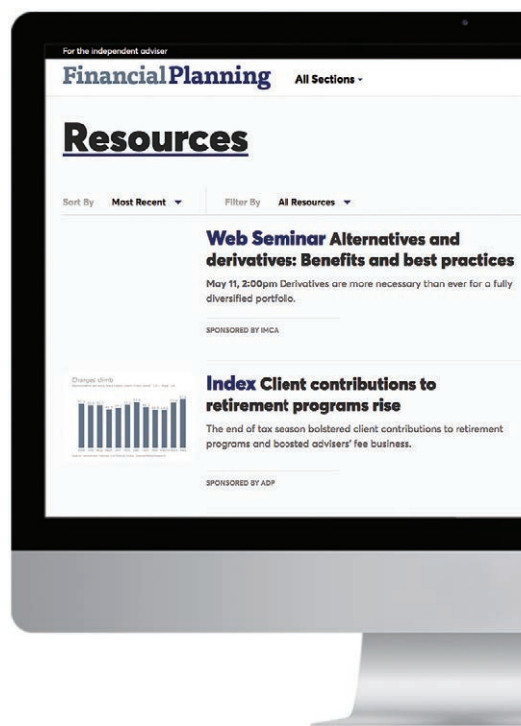 For the independent adviser
FinancialPlanning All Sections
Resources
Sort By Most Recent Filter By All Resources
Web Seminar Alternatives and
derivatives: Benefits and best practices
May 11, 2:00pm Derivatives are more necessary than ever for a fully
diversified portfolio.
SPONSORED BY IMCA
Changes climb
Index Client contributions to
retirement programs rise
The end of tax season bolstered client contributions to retirement
programs and boosted advisers' fee business.
SPONSORED BY ADP